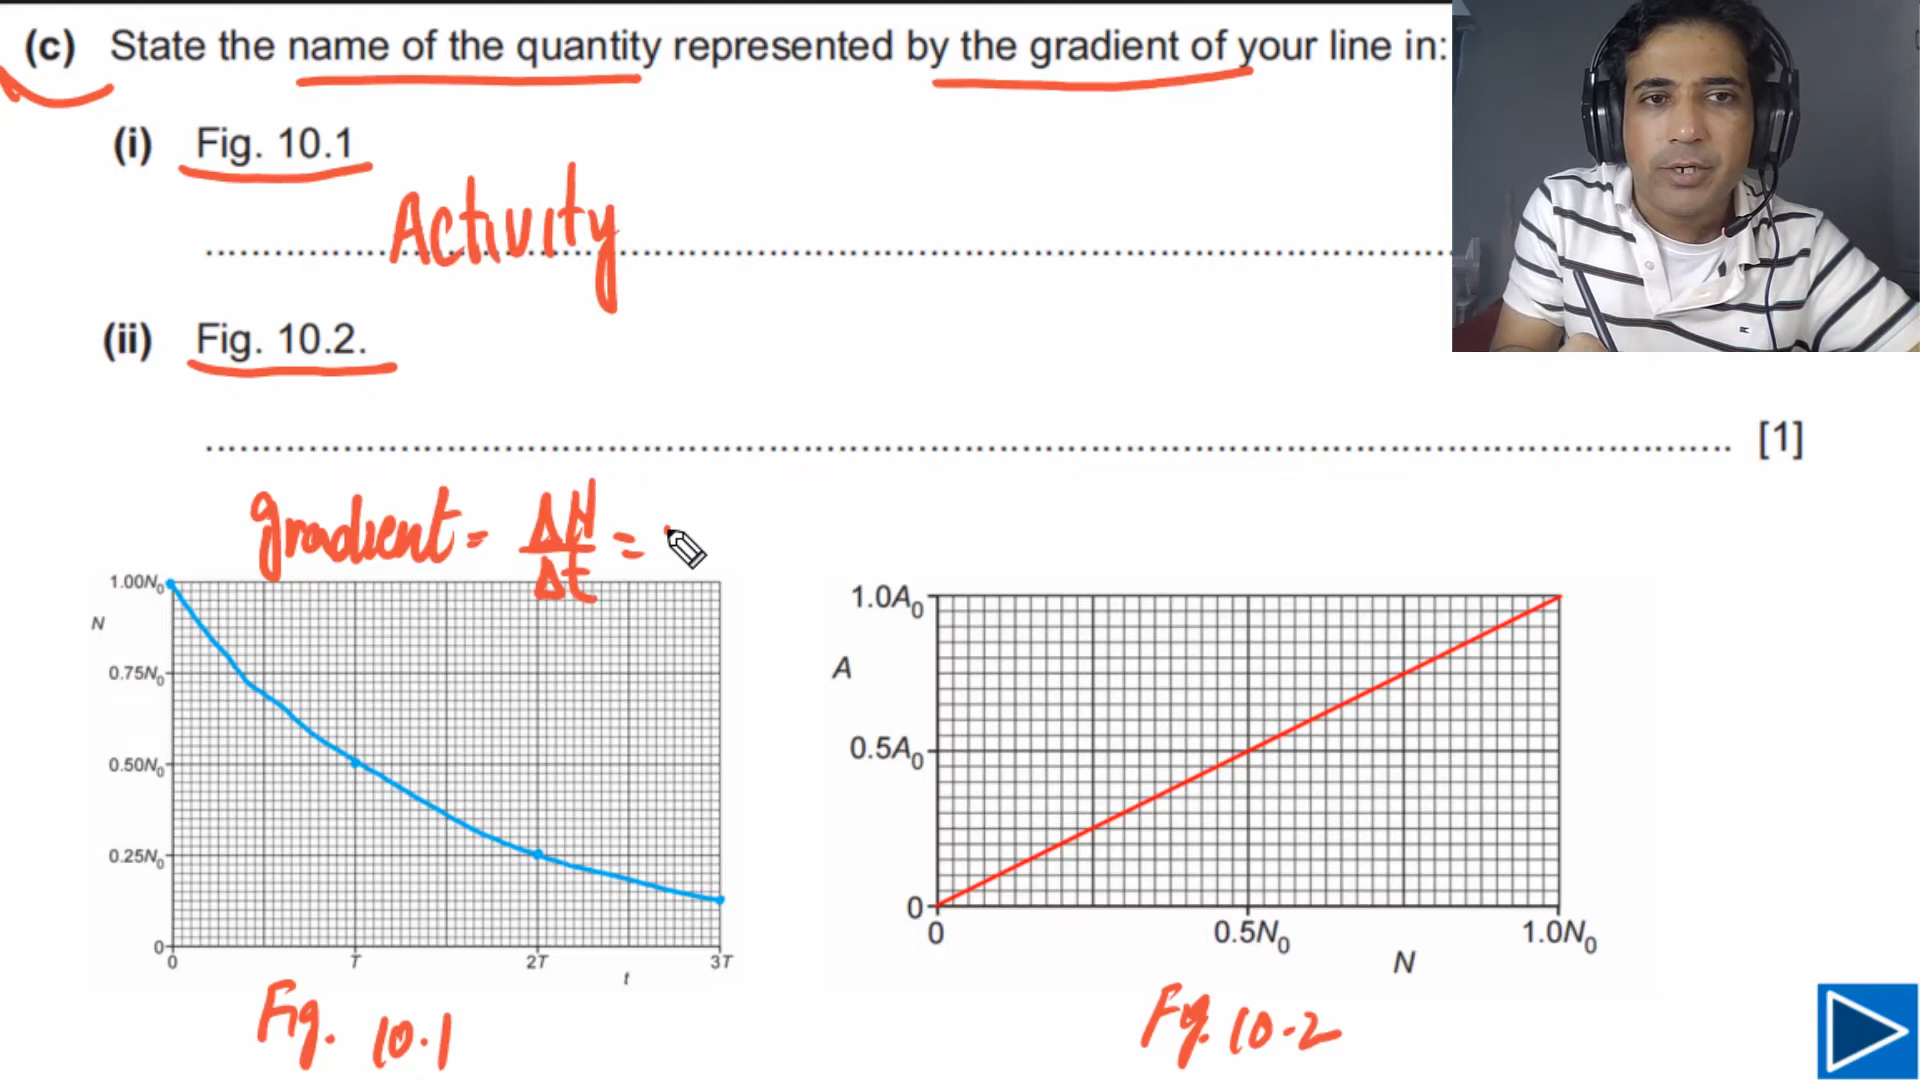 (c) State the name of the quantity represented by the gradient of your line in:
(i) Fig. 10.1
Activity
(ii) Fig. 10.2.
[1]
gradient = ΔN/Δt =
1.00N₀
N
0.75N₀
0.50N₀
0.25N₀
0
0 T 2T 3T
t
Fig. 10.1
1.0A₀
A
0.5A₀
0
0 0.5N₀ 1.0N₀
N
Fig. 10.2